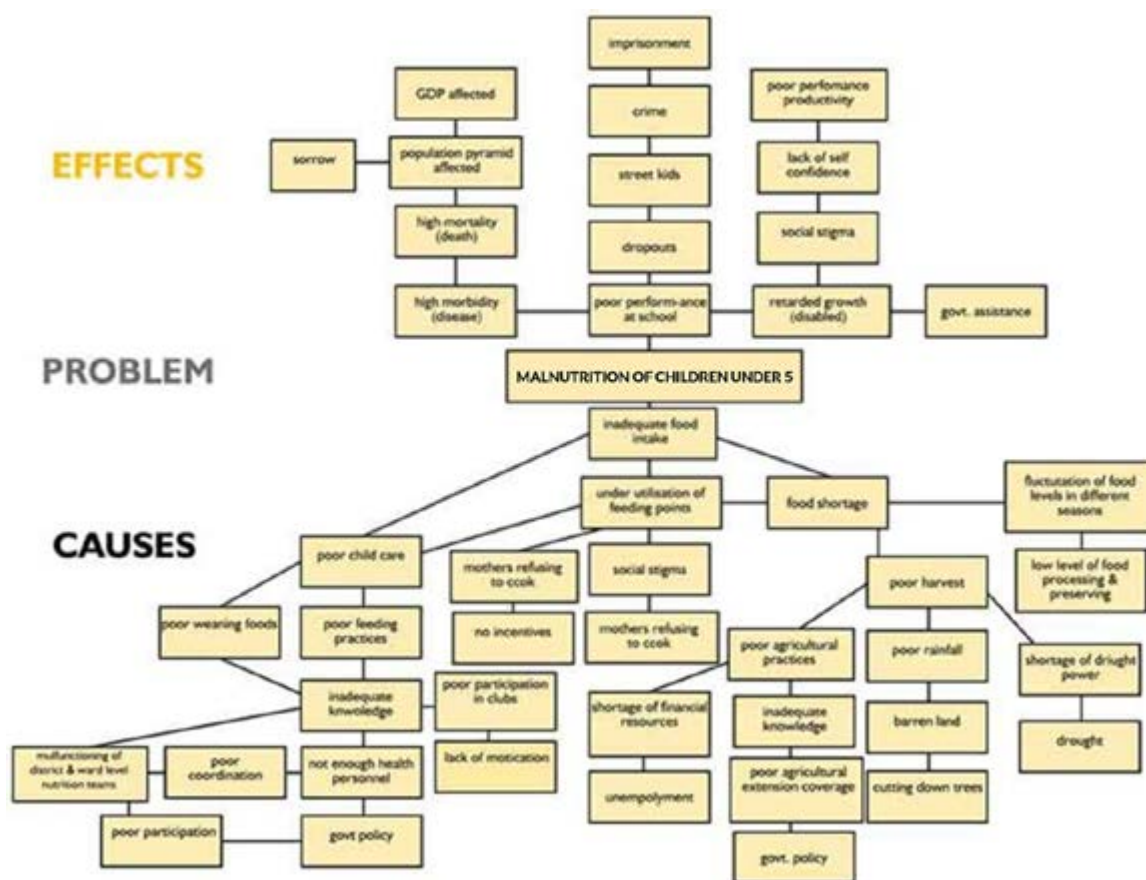 imprisonment
GDP affected
poor perfomance
productivity
crime
EFFECTS
sorrow
population pyramid
affected
street kids
lack of self
confidence
high mortality
(death)
dropouts
social stigma
high morbidity
(disease)
poor perform-ance
at school
retarded growth
(disabled)
govt. assistance
PROBLEM
MALNUTRITION OF CHILDREN UNDER 5
inadequate food
intake
under utilisation of
feeding points
food shortage
fluctutation of food
levels in different
seasons
CAUSES
poor child care
mothers refusing
to ccok
social stigma
poor harvest
low level of food
processing &
preserving
poor weaning foods
poor feeding
practices
no incentives
mothers refusing
to ccok
poor agricultural
practices
poor rainfall
shortage of driught
power
inadequate
knwoledge
poor participation
in clubs
shortage of financial
resources
inadequate
knowledge
barren land
drought
mulfunctioning of
district & ward level
nutrition teams
poor
coordination
not enough health
personnel
lack of motication
unempolyment
poor agricultural
extension coverage
cutting down trees
poor participation
govt policy
govt. policy